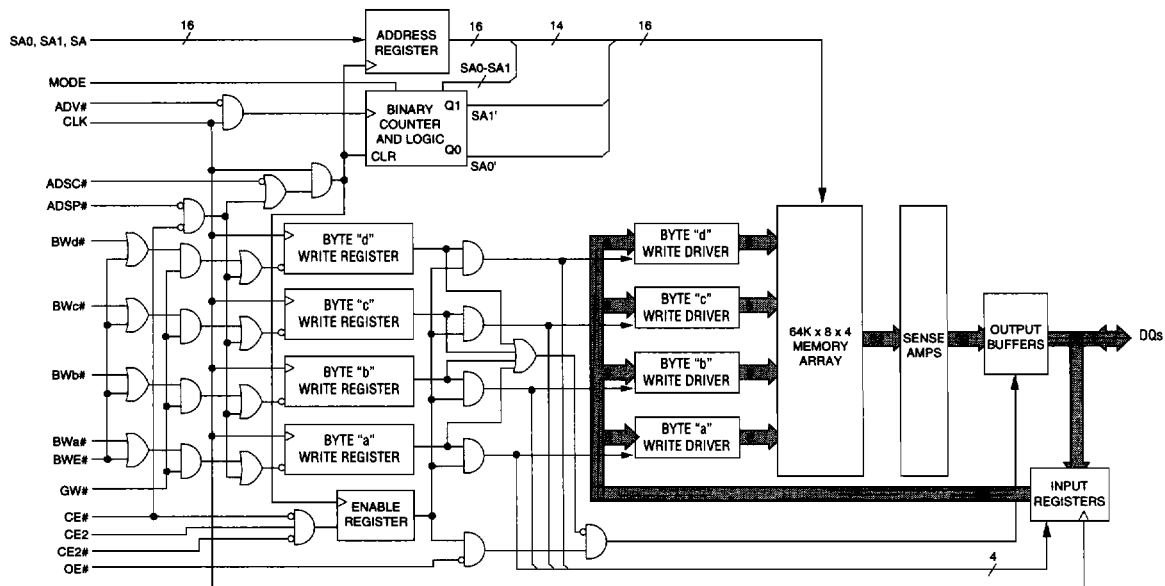 16
ADDRESS
REGISTER
16
14
16
SA0, SA1, SA
SA0-SA1
MODE
BINARY
COUNTER
AND LOGIC
Q1
SA1'
ADV#
CLK
CLR
Q0
SA0'
ADSC#
ADSP#
BWd#
BYTE "d"
WRITE REGISTER
BYTE "d"
WRITE DRIVER
BWc#
BYTE "c"
WRITE REGISTER
BYTE "c"
WRITE DRIVER
64K x 8 x 4
MEMORY
ARRAY
SENSE
AMPS
OUTPUT
BUFFERS
DQs
BWb#
BYTE "b"
WRITE REGISTER
BYTE "b"
WRITE DRIVER
BWa#
BWE#
BYTE "a"
WRITE REGISTER
BYTE "a"
WRITE DRIVER
GW#
CE#
ENABLE
REGISTER
INPUT
REGISTERS
CE2
CE2#
OE#
4